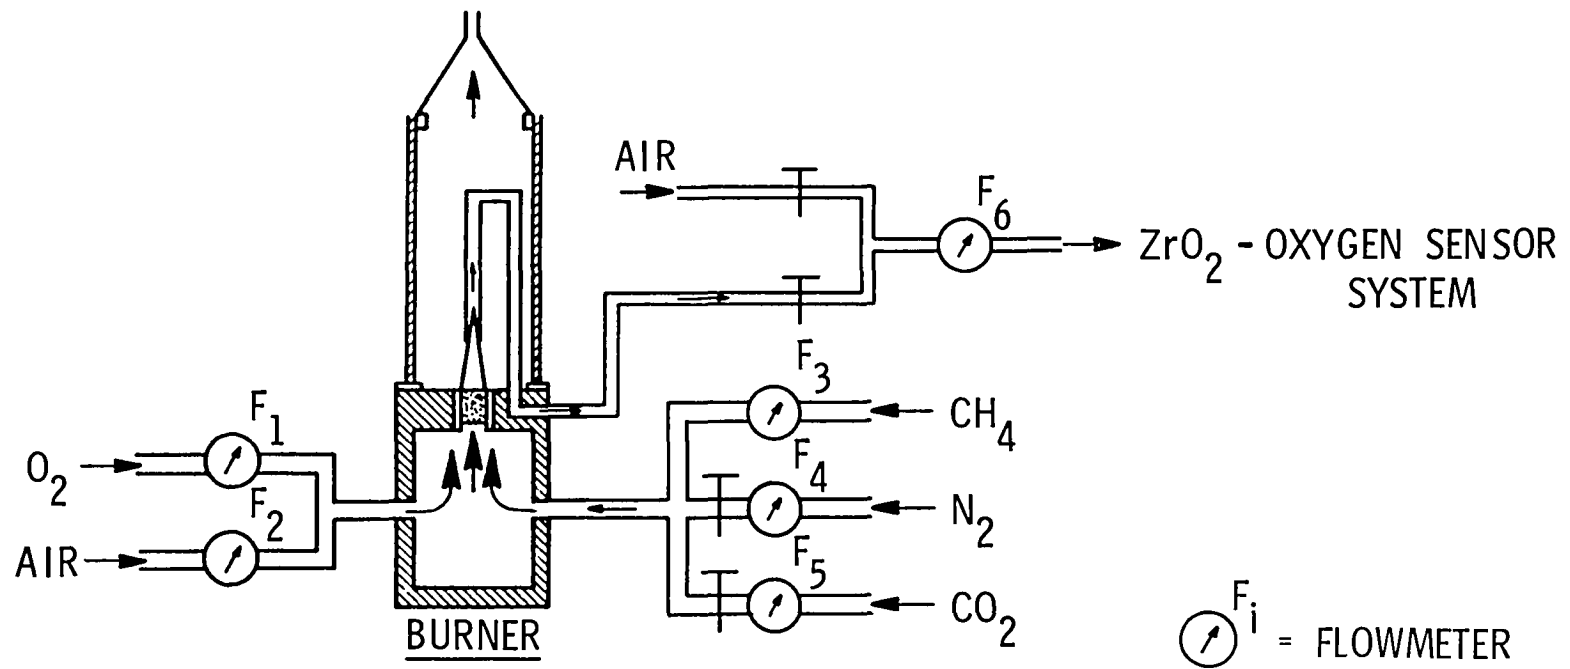 AIR
F6
ZrO2 - OXYGEN SENSOR
SYSTEM
F3
CH4
F1
O2
F4
N2
F2
AIR
F5
CO2
BURNER
Fi = FLOWMETER